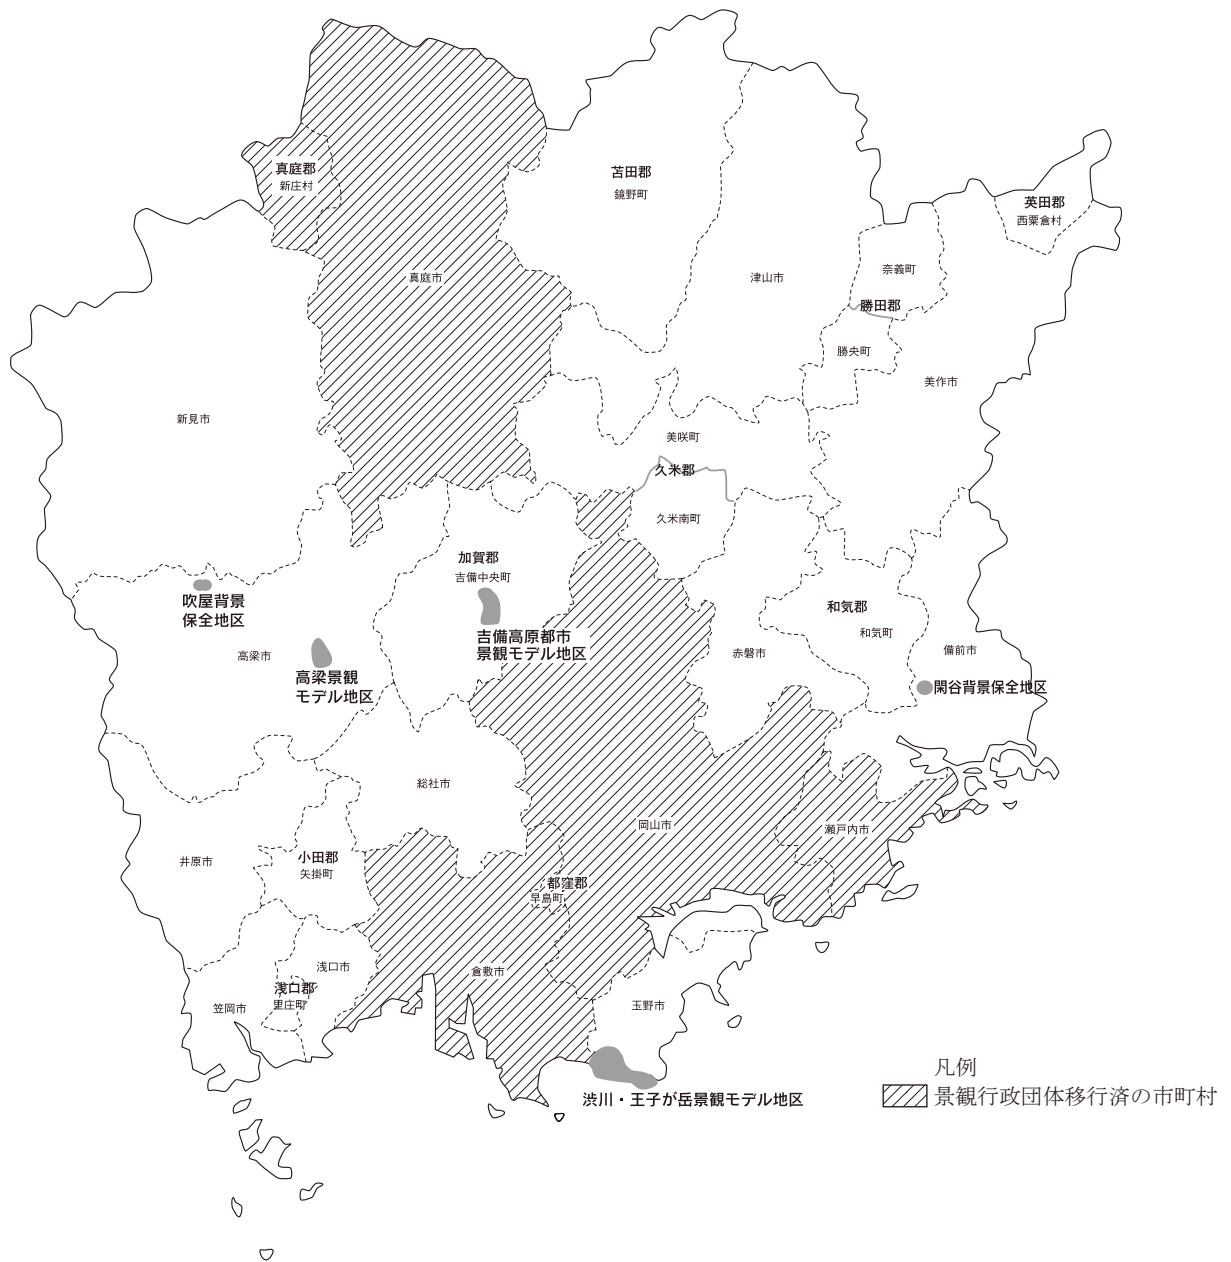 真庭郡
新庄村
苫田郡
鏡野町
英田郡
西粟倉村
真庭市
津山市
奈義町
勝田郡
勝央町
美作市
新見市
美咲町
久米郡
久米南町
加賀郡
吉備中央町
吹屋背景
保全地区
和気郡
和気町
吉備高原都市
景観モデル地区
高梁市
赤磐市
備前市
高梁景観
モデル地区
閑谷背景保全地区
総社市
岡山市
瀬戸内市
井原市
小田郡
矢掛町
都窪郡
早島町
浅口市
倉敷市
浅口郡
里庄町
笠岡市
玉野市
渋川・王子が岳景観モデル地区
凡例
景観行政団体移行済の市町村